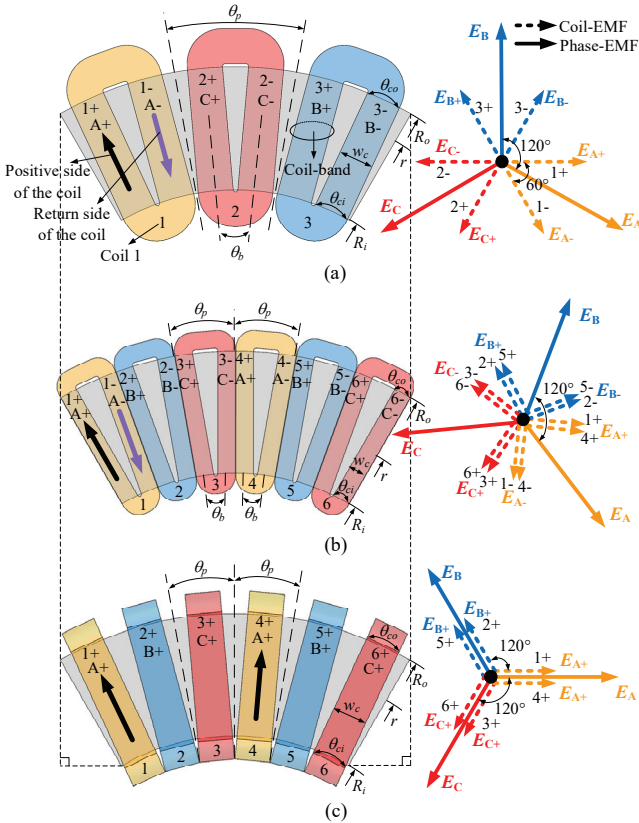 θp
1+
A+
1-
A-
2+
C+
2-
C-
3+
B+
3-
B-
θco
Ro
r
wc
Coil-band
θci
Ri
Positive side
of the coil
Return side
of the coil
Coil 1
1
2
3
θb
(a)
Coil-EMF
Phase-EMF
EB
EB+
3+
3-
EB-
EC-
2-
120°
EA+
1+
60°
EC
2+
EC+
1-
EA-
EA
θp
θp
1+
A+
1-
A-
2+
B+
2-
B-
3+
C+
3-
C-
4+
A+
4-
A-
5+
B+
5-
B-
6+
C+
6-
C-
θco
Ro
wc
r
θci
Ri
1
2
3
4
5
6
θb
θb
(b)
EB
EB+
5+
2+
EC-
3-
6-
120°
5-
EB-
2-
1+
EA+
4+
EC
6+
EC+
3+
1-
4-
EA-
EA
θp
θp
1+
A+
2+
B+
3+
C+
4+
A+
5+
B+
6+
C+
θco
Ro
wc
r
θci
Ri
1
2
3
4
5
6
(c)
EB
EB+
2+
EB+
5+
120°
1+
EA+
EA
4+
EA+
120°
6+
EC+
3+
EC+
EC